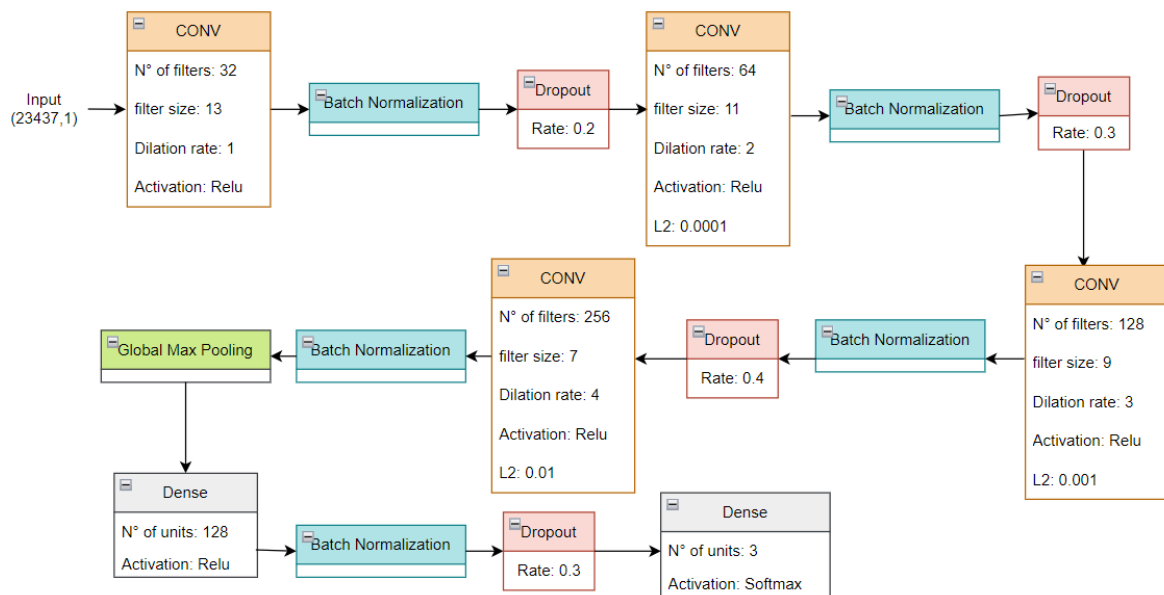 Input
(23437,1)
CONV
N° of filters: 32
filter size: 13
Dilation rate: 1
Activation: Relu
Batch Normalization
Dropout
Rate: 0.2
CONV
N° of filters: 64
filter size: 11
Dilation rate: 2
Activation: Relu
L2: 0.0001
Batch Normalization
Dropout
Rate: 0.3
CONV
N° of filters: 128
filter size: 9
Dilation rate: 3
Activation: Relu
L2: 0.001
Batch Normalization
Dropout
Rate: 0.4
CONV
N° of filters: 256
filter size: 7
Dilation rate: 4
Activation: Relu
L2: 0.01
Batch Normalization
Global Max Pooling
Dense
N° of units: 128
Activation: Relu
Batch Normalization
Dropout
Rate: 0.3
Dense
N° of units: 3
Activation: Softmax